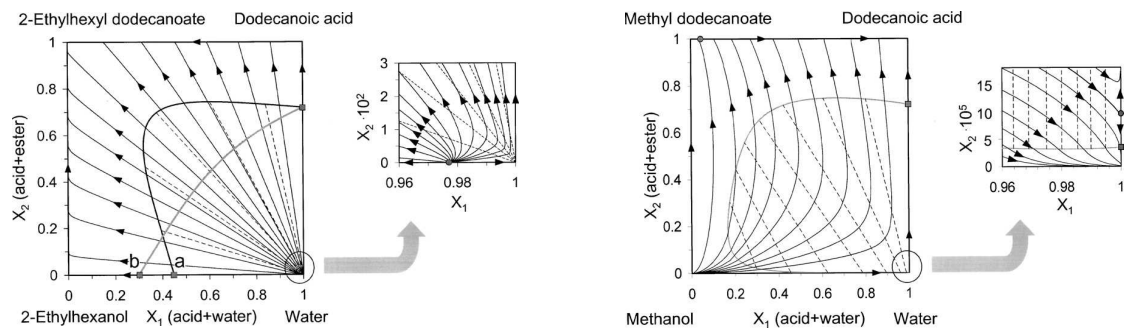 2-Ethylhexyl dodecanoate Dodecanoic acid
1
0.8
0.6
0.4
0.2
0
X2 (acid+ester)
b a
0 0.2 0.4 0.6 0.8 1
2-Ethylhexanol X1 (acid+water) Water
3
2
1
0
X2·10²
0.96 0.98 1
X1
Methyl dodecanoate Dodecanoic acid
1
0.8
0.6
0.4
0.2
0
X2 (acid+ester)
0 0.2 0.4 0.6 0.8 1
Methanol X1 (acid+water) Water
15
10
5
0
X2·10⁵
0.96 0.98 1
X1